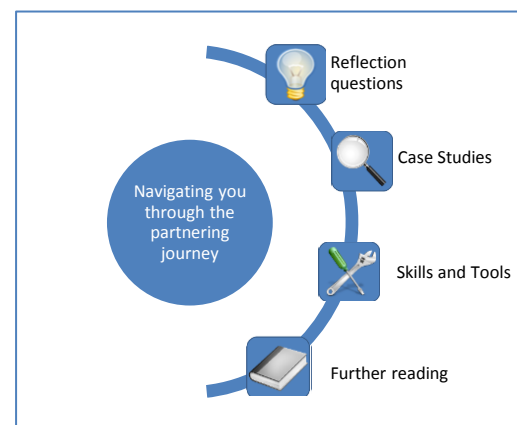 Reflection
questions
Case Studies
Navigating you
through the
partnering
journey
Skills and Tools
Further reading